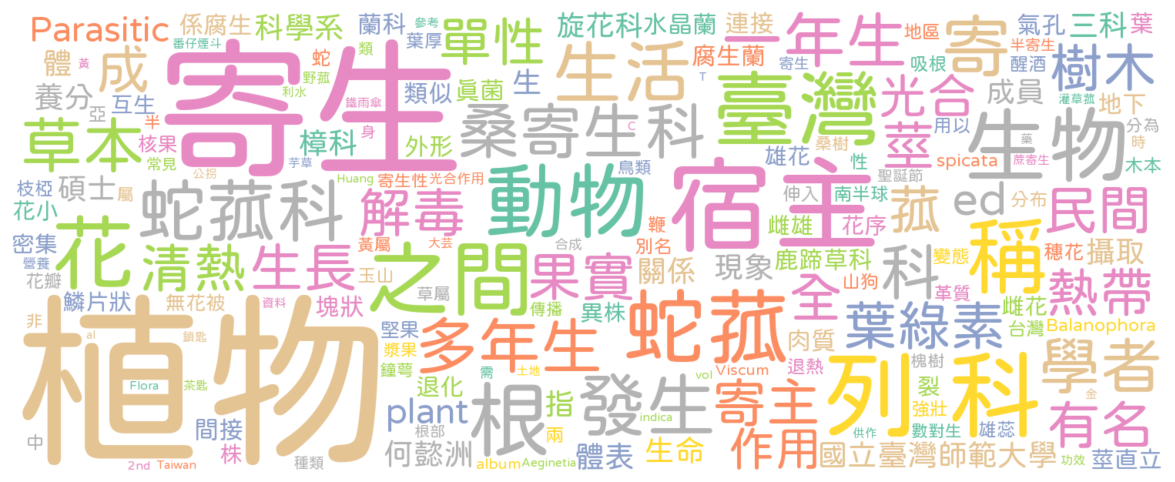 Parasitic 係腐生 科學系 蘭科 單性 旋花科 水晶蘭 連接 一年生 地區 寄 氣孔 三科 葉
番仔煙斗 葉厚 參考 腐生蘭 半寄生
體 成 黃 寄生 蛇 類 野菰 利水 生 生活 寄生 T 吸根 醒酒 樹木
養分 互生 類似 眞菌 臺灣 光合 成員 灌草菰 地下
亞 半 鐵雨傘 身 C 桑寄生科 用以 生物 分為 時
草本 核果 樟科 外形 鳥類 桑樹 雄花 性 莖 藥 木本
常見 公拐 芋草 spicata 蔗寄生
枝椏 碩士 屬 Huang 寄生性 光合作用 動物 宿主 聖誕節 伸入 南半球 ed 分布
花小 蛇菰科 解毒 雌雄 花序 菰 民間
密集 花 清熱 生長 黃屬 大芸 之間 合成 鞭 別名 稱 穗花 攝取
營養 花瓣 玉山 果實 關係 現象 鹿蹄草科 科 變態
鱗片狀 無花被 資料 塊狀 草屬 傳播 異株 山狗 革質 雌花 熱帶
非 堅果 多年生 蛇菰 全 葉綠素 台灣 Balanophora
植物 al 鎖匙 漿果 肉質
鐘萼 需 土地 Viscum vol 退熱 槐樹 列科 學者
Flora 茶匙 退化 根 指 發生 寄主 裂 金
plant 兩 indica 強壯 有名
中 間接 根部 作用 供作 數對生 雄蕊
株 何懿洲 體表 生命 國立臺灣師範大學 莖直立
2nd Taiwan 種類 album Aeginetia 功效